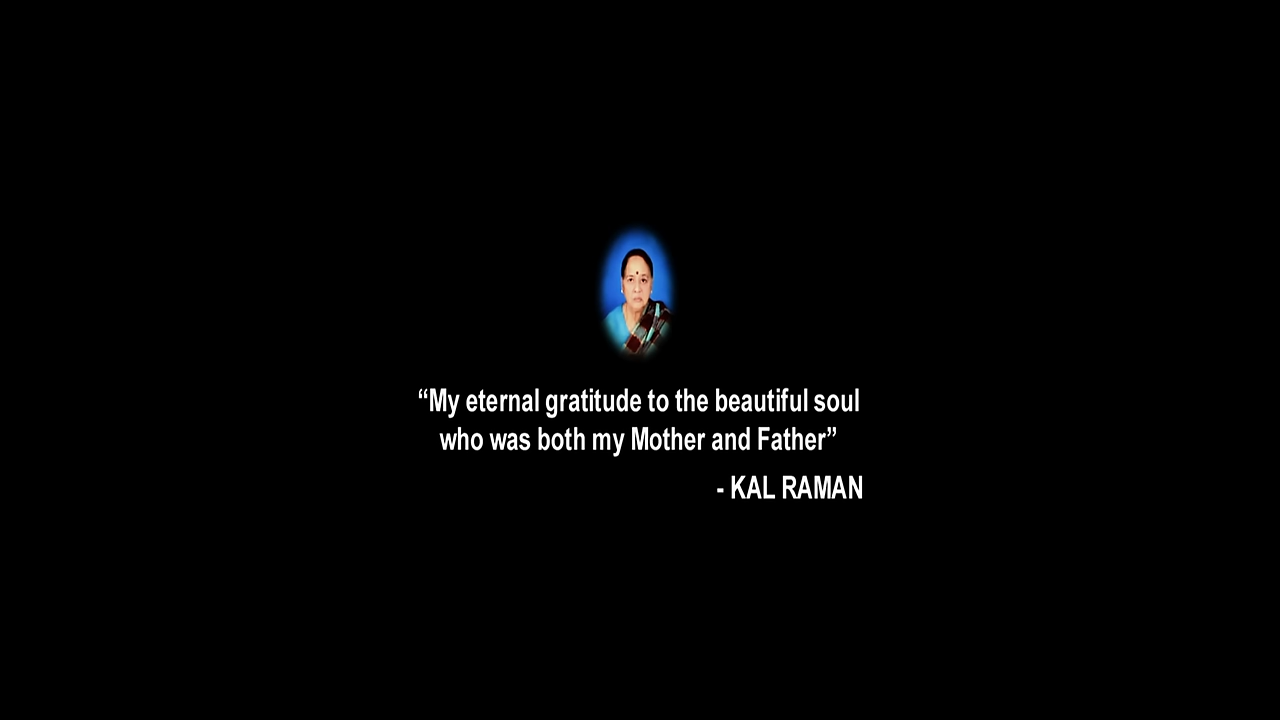 “My eternal gratitude to the beautiful soul
who was both my Mother and Father”
- KAL RAMAN